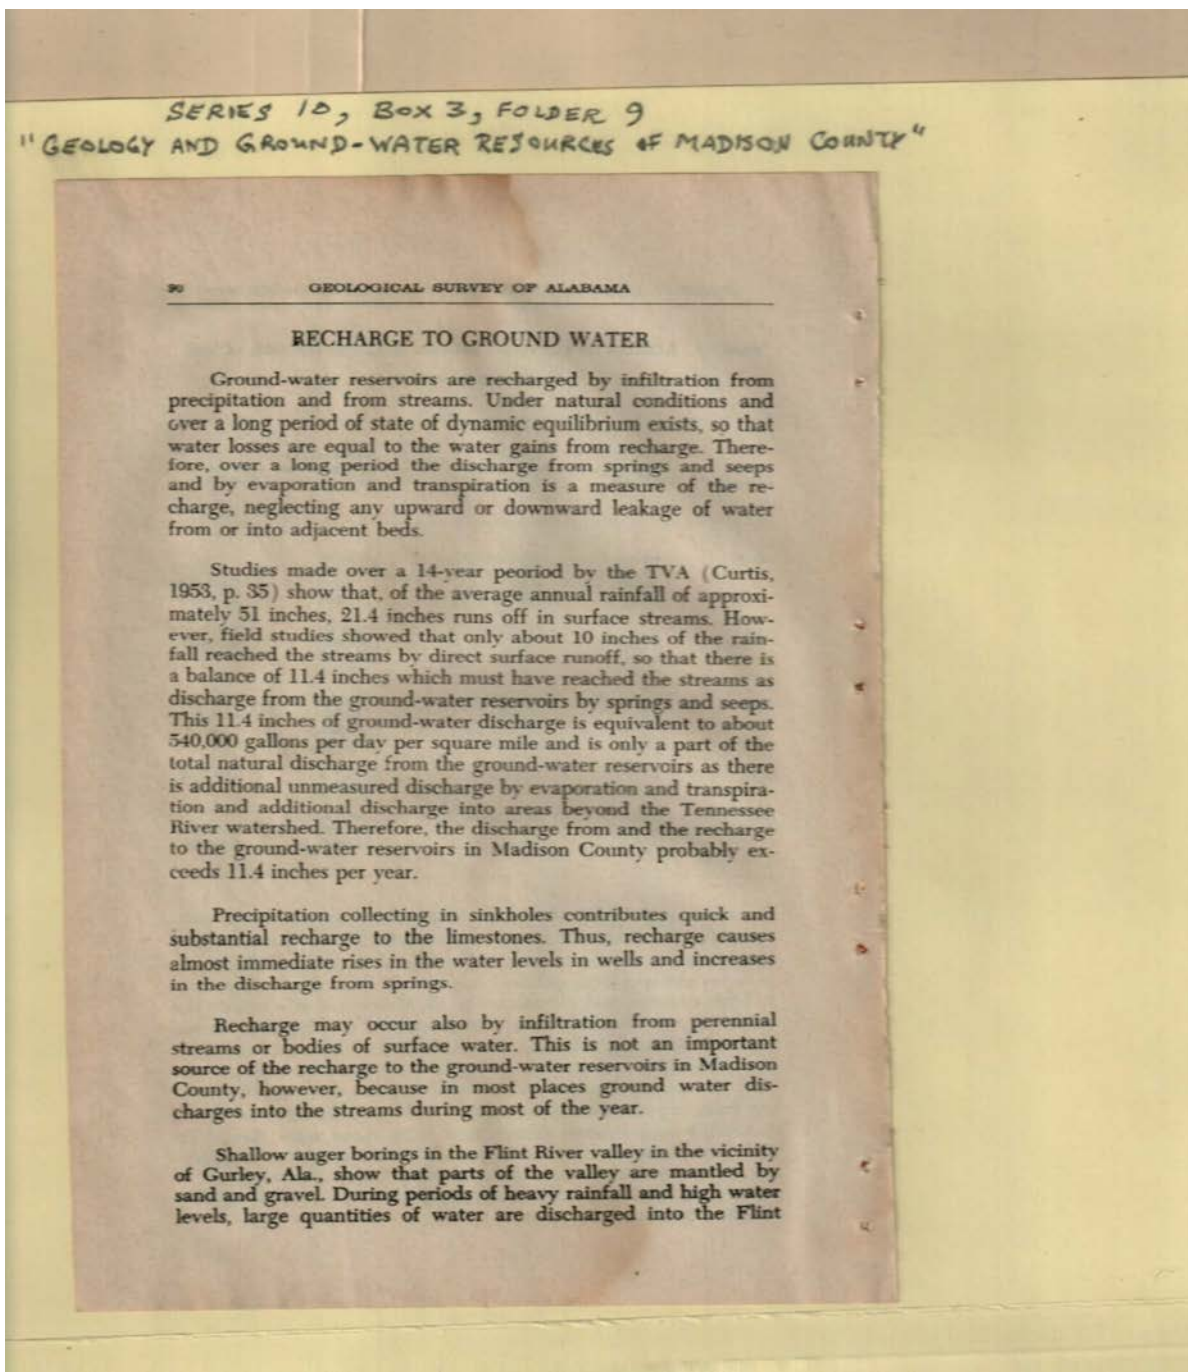 SERIES 10, BOX 3, FOLDER 9
"GEOLOGY AND GROUND-WATER RESOURCES OF MADISON COUNTY"
90 GEOLOGICAL SURVEY OF ALABAMA
RECHARGE TO GROUND WATER
Ground-water reservoirs are recharged by infiltration from
precipitation and from streams. Under natural conditions and
over a long period of state of dynamic equilibrium exists, so that
water losses are equal to the water gains from recharge. There-
fore, over a long period the discharge from springs and seeps
and by evaporation and transpiration is a measure of the re-
charge, neglecting any upward or downward leakage of water
from or into adjacent beds.
Studies made over a 14-year peoriod by the TVA (Curtis,
1953, p. 35) show that, of the average annual rainfall of approxi-
mately 51 inches, 21.4 inches runs off in surface streams. How-
ever, field studies showed that only about 10 inches of the rain-
fall reached the streams by direct surface runoff, so that there is
a balance of 11.4 inches which must have reached the streams as
discharge from the ground-water reservoirs by springs and seeps.
This 11.4 inches of ground-water discharge is equivalent to about
540,000 gallons per day per square mile and is only a part of the
total natural discharge from the ground-water reservoirs as there
is additional unmeasured discharge by evaporation and transpira-
tion and additional discharge into areas beyond the Tennessee
River watershed. Therefore, the discharge from and the recharge
to the ground-water reservoirs in Madison County probably ex-
ceeds 11.4 inches per year.
Precipitation collecting in sinkholes contributes quick and
substantial recharge to the limestones. Thus, recharge causes
almost immediate rises in the water levels in wells and increases
in the discharge from springs.
Recharge may occur also by infiltration from perennial
streams or bodies of surface water. This is not an important
source of the recharge to the ground-water reservoirs in Madison
County, however, because in most places ground water dis-
charges into the streams during most of the year.
Shallow auger borings in the Flint River valley in the vicinity
of Gurley, Ala., show that parts of the valley are mantled by
sand and gravel. During periods of heavy rainfall and high water
levels, large quantities of water are discharged into the Flint